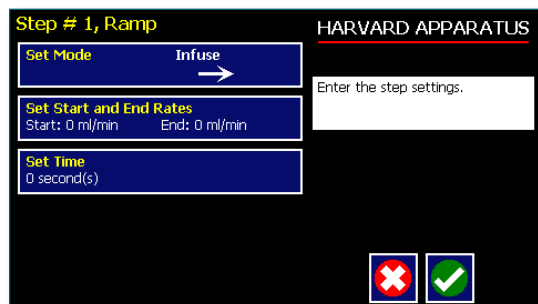 Step # 1, Ramp
HARVARD APPARATUS
Set Mode Infuse
Enter the step settings.
Set Start and End Rates
Start: 0 ml/min End: 0 ml/min
Set Time
0 second(s)